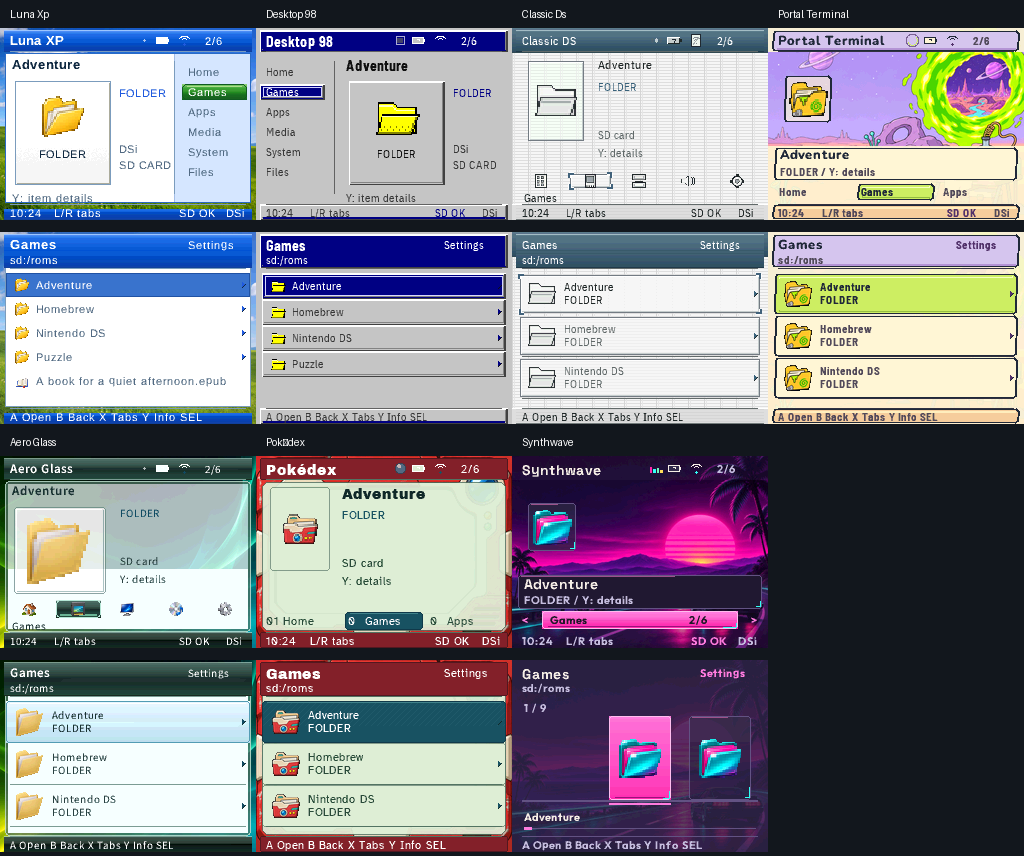 Luna Xp
Luna XP
2/6
Adventure
FOLDER
FOLDER
DSi
SD CARD
Y: item details
Home
Games
Apps
Media
System
Files
10:24 L/R tabs SD OK DSi
Games Settings
sd:/roms
Adventure
Homebrew
Nintendo DS
Puzzle
A book for a quiet afternoon.epub
A Open B Back X Tabs Y Info SEL
Desktop 98
Desktop 98
2/6
Home
Games
Apps
Media
System
Files
Adventure
FOLDER
FOLDER
DSi
SD CARD
Y: item details
10:24 L/R tabs SD OK DSi
Games Settings
sd:/roms
Adventure
Homebrew
Nintendo DS
Puzzle
A Open B Back X Tabs Y Info SEL
Classic Ds
Classic DS
2/6
Adventure
FOLDER
SD card
Y: details
Games
10:24 L/R tabs SD OK DSi
Games Settings
sd:/roms
Adventure
FOLDER
Homebrew
FOLDER
Nintendo DS
FOLDER
A Open B Back X Tabs Y Info SEL
Portal Terminal
Portal Terminal
2/6
Adventure
FOLDER / Y: details
Home Games Apps
10:24 L/R tabs SD OK DSi
Games Settings
sd:/roms
Adventure
FOLDER
Homebrew
FOLDER
Nintendo DS
FOLDER
A Open B Back X Tabs Y Info SEL
Aero Glass
Aero Glass
2/6
Adventure
FOLDER
SD card
Y: details
Games
10:24 L/R tabs SD OK DSi
Games Settings
sd:/roms
Adventure
FOLDER
Homebrew
FOLDER
Nintendo DS
FOLDER
A Open B Back X Tabs Y Info SEL
Pokédex
2/6
Adventure
FOLDER
SD card
Y: details
01 Home 0 Games 0 Apps
10:24 L/R tabs SD OK DSi
Games Settings
sd:/roms
Adventure
FOLDER
Homebrew
FOLDER
Nintendo DS
FOLDER
A Open B Back X Tabs Y Info SEL
Synthwave
Synthwave
2/6
Adventure
FOLDER / Y: details
< Games 2/6 >
10:24 L/R tabs SD OK DSi
Games Settings
sd:/roms
1 / 9
Adventure
A Open B Back X Tabs Y Info SEL